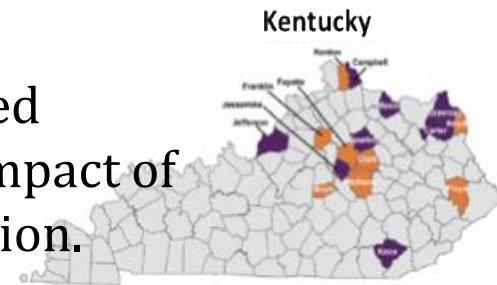 Kentucky
Kenton
Campbell
Franklin
Fayette
Jessamine
Jefferson
ed
mpact of
ion.
Carter
Clark
Knox